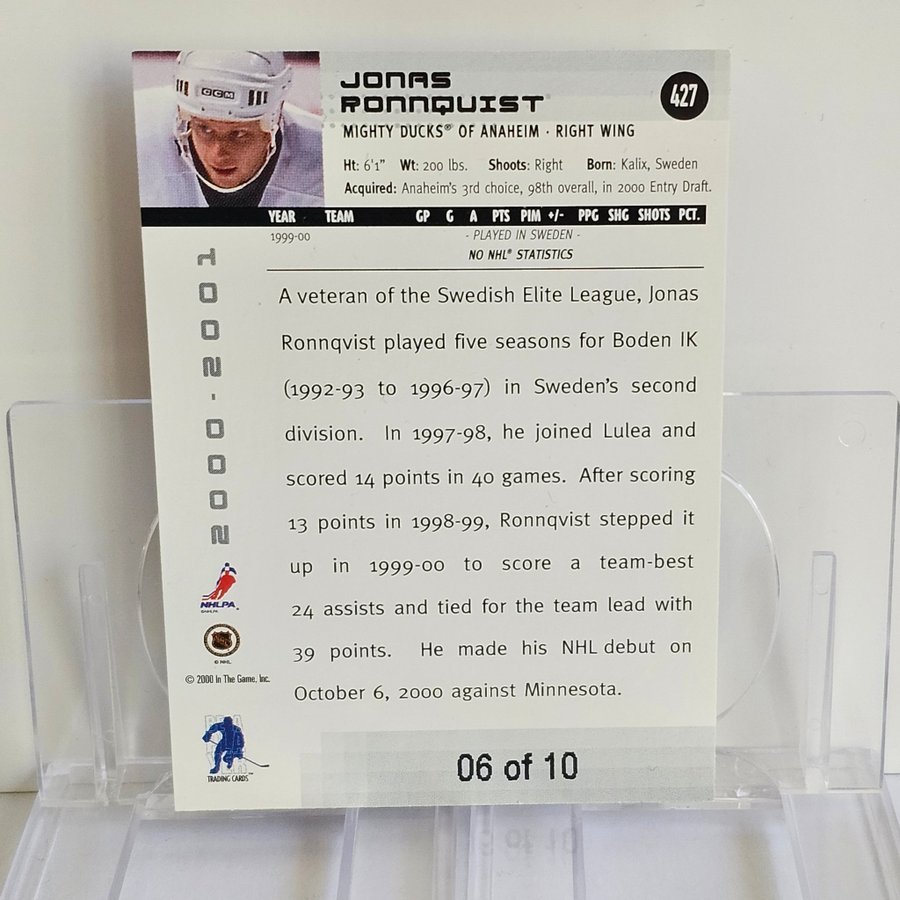 CCM
JONAS
RONNQUIST
427
MIGHTY DUCKS® OF ANAHEIM · RIGHT WING
Ht: 6'1" Wt: 200 lbs. Shoots: Right Born: Kalix, Sweden
Acquired: Anaheim's 3rd choice, 98th overall, in 2000 Entry Draft.
YEAR TEAM GP G A PTS PIM +/- PPG SHG SHOTS PCT.
1999-00 - PLAYED IN SWEDEN -
NO NHL® STATISTICS
2000-2001
A veteran of the Swedish Elite League, Jonas
Ronnqvist played five seasons for Boden IK
(1992-93 to 1996-97) in Sweden's second
division. In 1997-98, he joined Lulea and
scored 14 points in 40 games. After scoring
13 points in 1998-99, Ronnqvist stepped it
up in 1999-00 to score a team-best
24 assists and tied for the team lead with
39 points. He made his NHL debut on
October 6, 2000 against Minnesota.
NHLPA
© NHL
© 2000 In The Game, Inc.
TRADING CARDS™
06 of 10